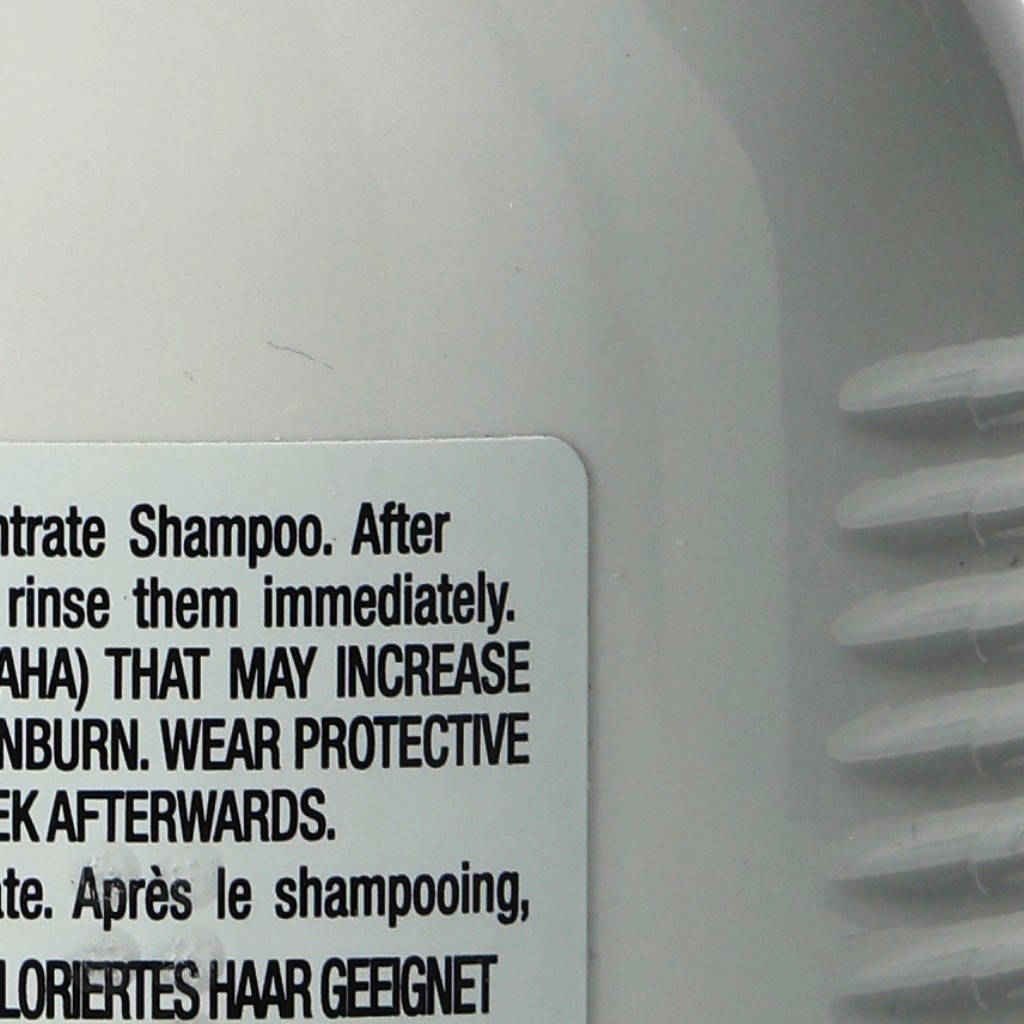 ntrate Shampoo. After
rinse them immediately.
AHA) THAT MAY INCREASE
NBURN. WEAR PROTECTIVE
EK AFTERWARDS.
ate. Après le shampooing,
LORIERTES HAAR GEEIGNET